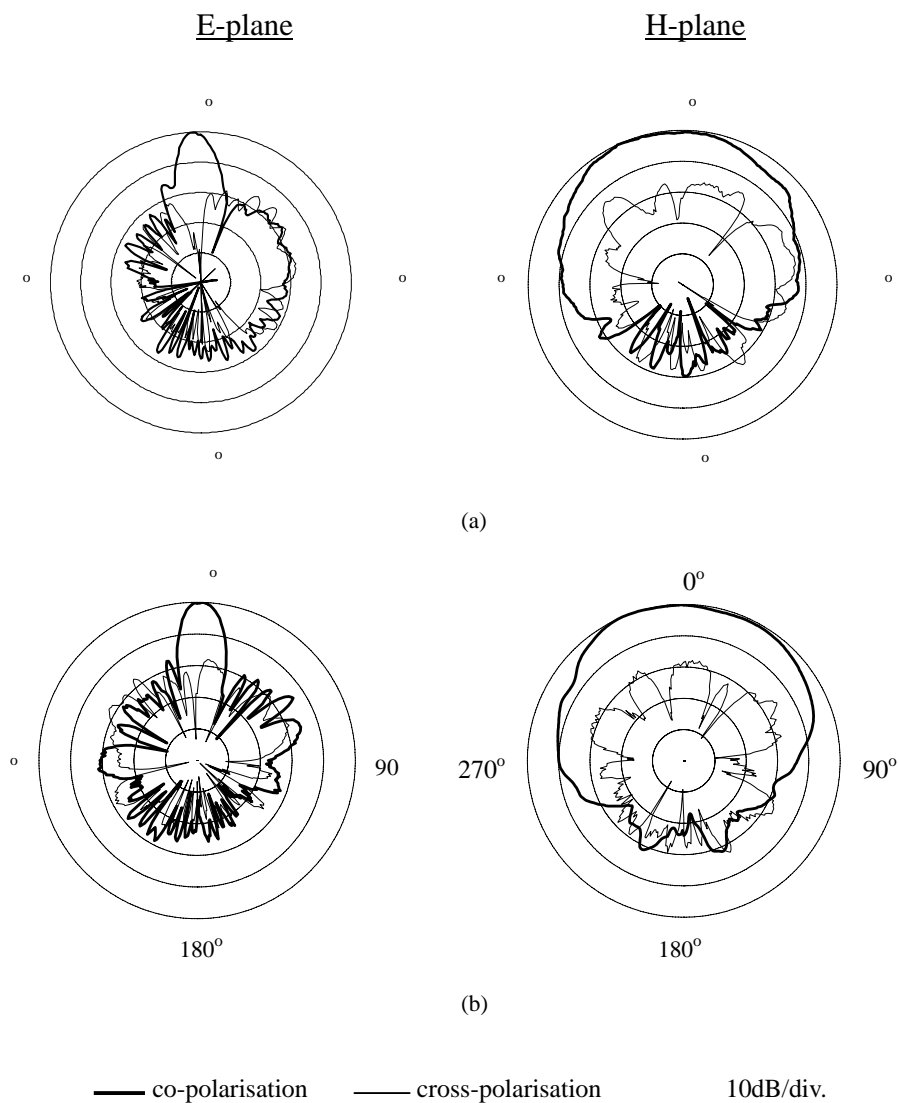 E-plane
H-plane
o
o
o
o
o
o
o
o
o
o
(a)
o
0º
o
90
270º
90º
180º
180º
(b)
co-polarisation
cross-polarisation
10dB/div.